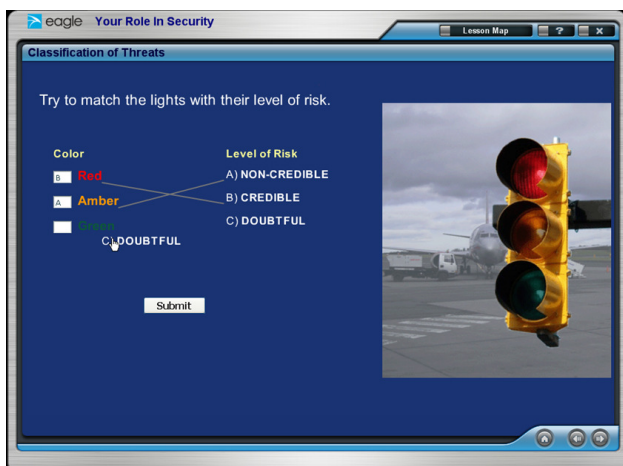 eagle Your Role In Security
Lesson Map ? X
Classification of Threats
Try to match the lights with their level of risk.
Color Level of Risk
B Red A) NON-CREDIBLE
A Amber B) CREDIBLE
Green C) DOUBTFUL
C) DOUBTFUL
Submit